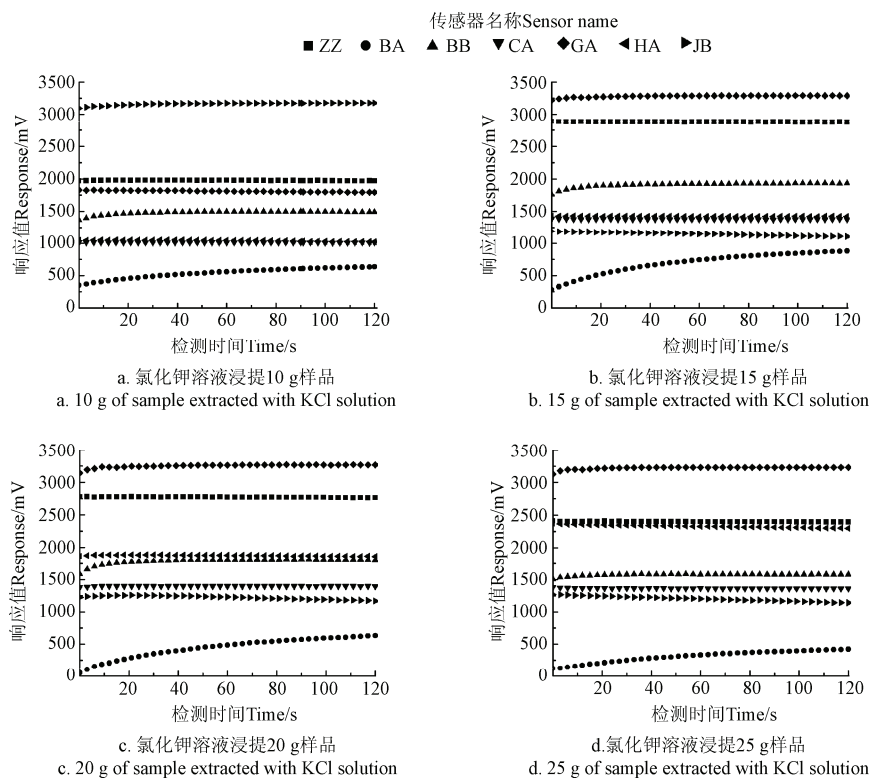 传感器名称Sensor name
ZZ BA BB CA GA HA JB
响应值Response/mV
3500
3000
2500
2000
1500
1000
500
0
20 40 60 80 100 120
检测时间Time/s
a. 氯化钾溶液浸提10 g样品
a. 10 g of sample extracted with KCl solution
响应值Response/mV
3500
3000
2500
2000
1500
1000
500
0
20 40 60 80 100 120
检测时间Time/s
b. 氯化钾溶液浸提15 g样品
b. 15 g of sample extracted with KCl solution
响应值Response/mV
3500
3000
2500
2000
1500
1000
500
0
20 40 60 80 100 120
检测时间Time/s
c. 氯化钾溶液浸提20 g样品
c. 20 g of sample extracted with KCl solution
响应值Response/mV
3500
3000
2500
2000
1500
1000
500
0
20 40 60 80 100 120
检测时间Time/s
d.氯化钾溶液浸提25 g样品
d. 25 g of sample extracted with KCl solution